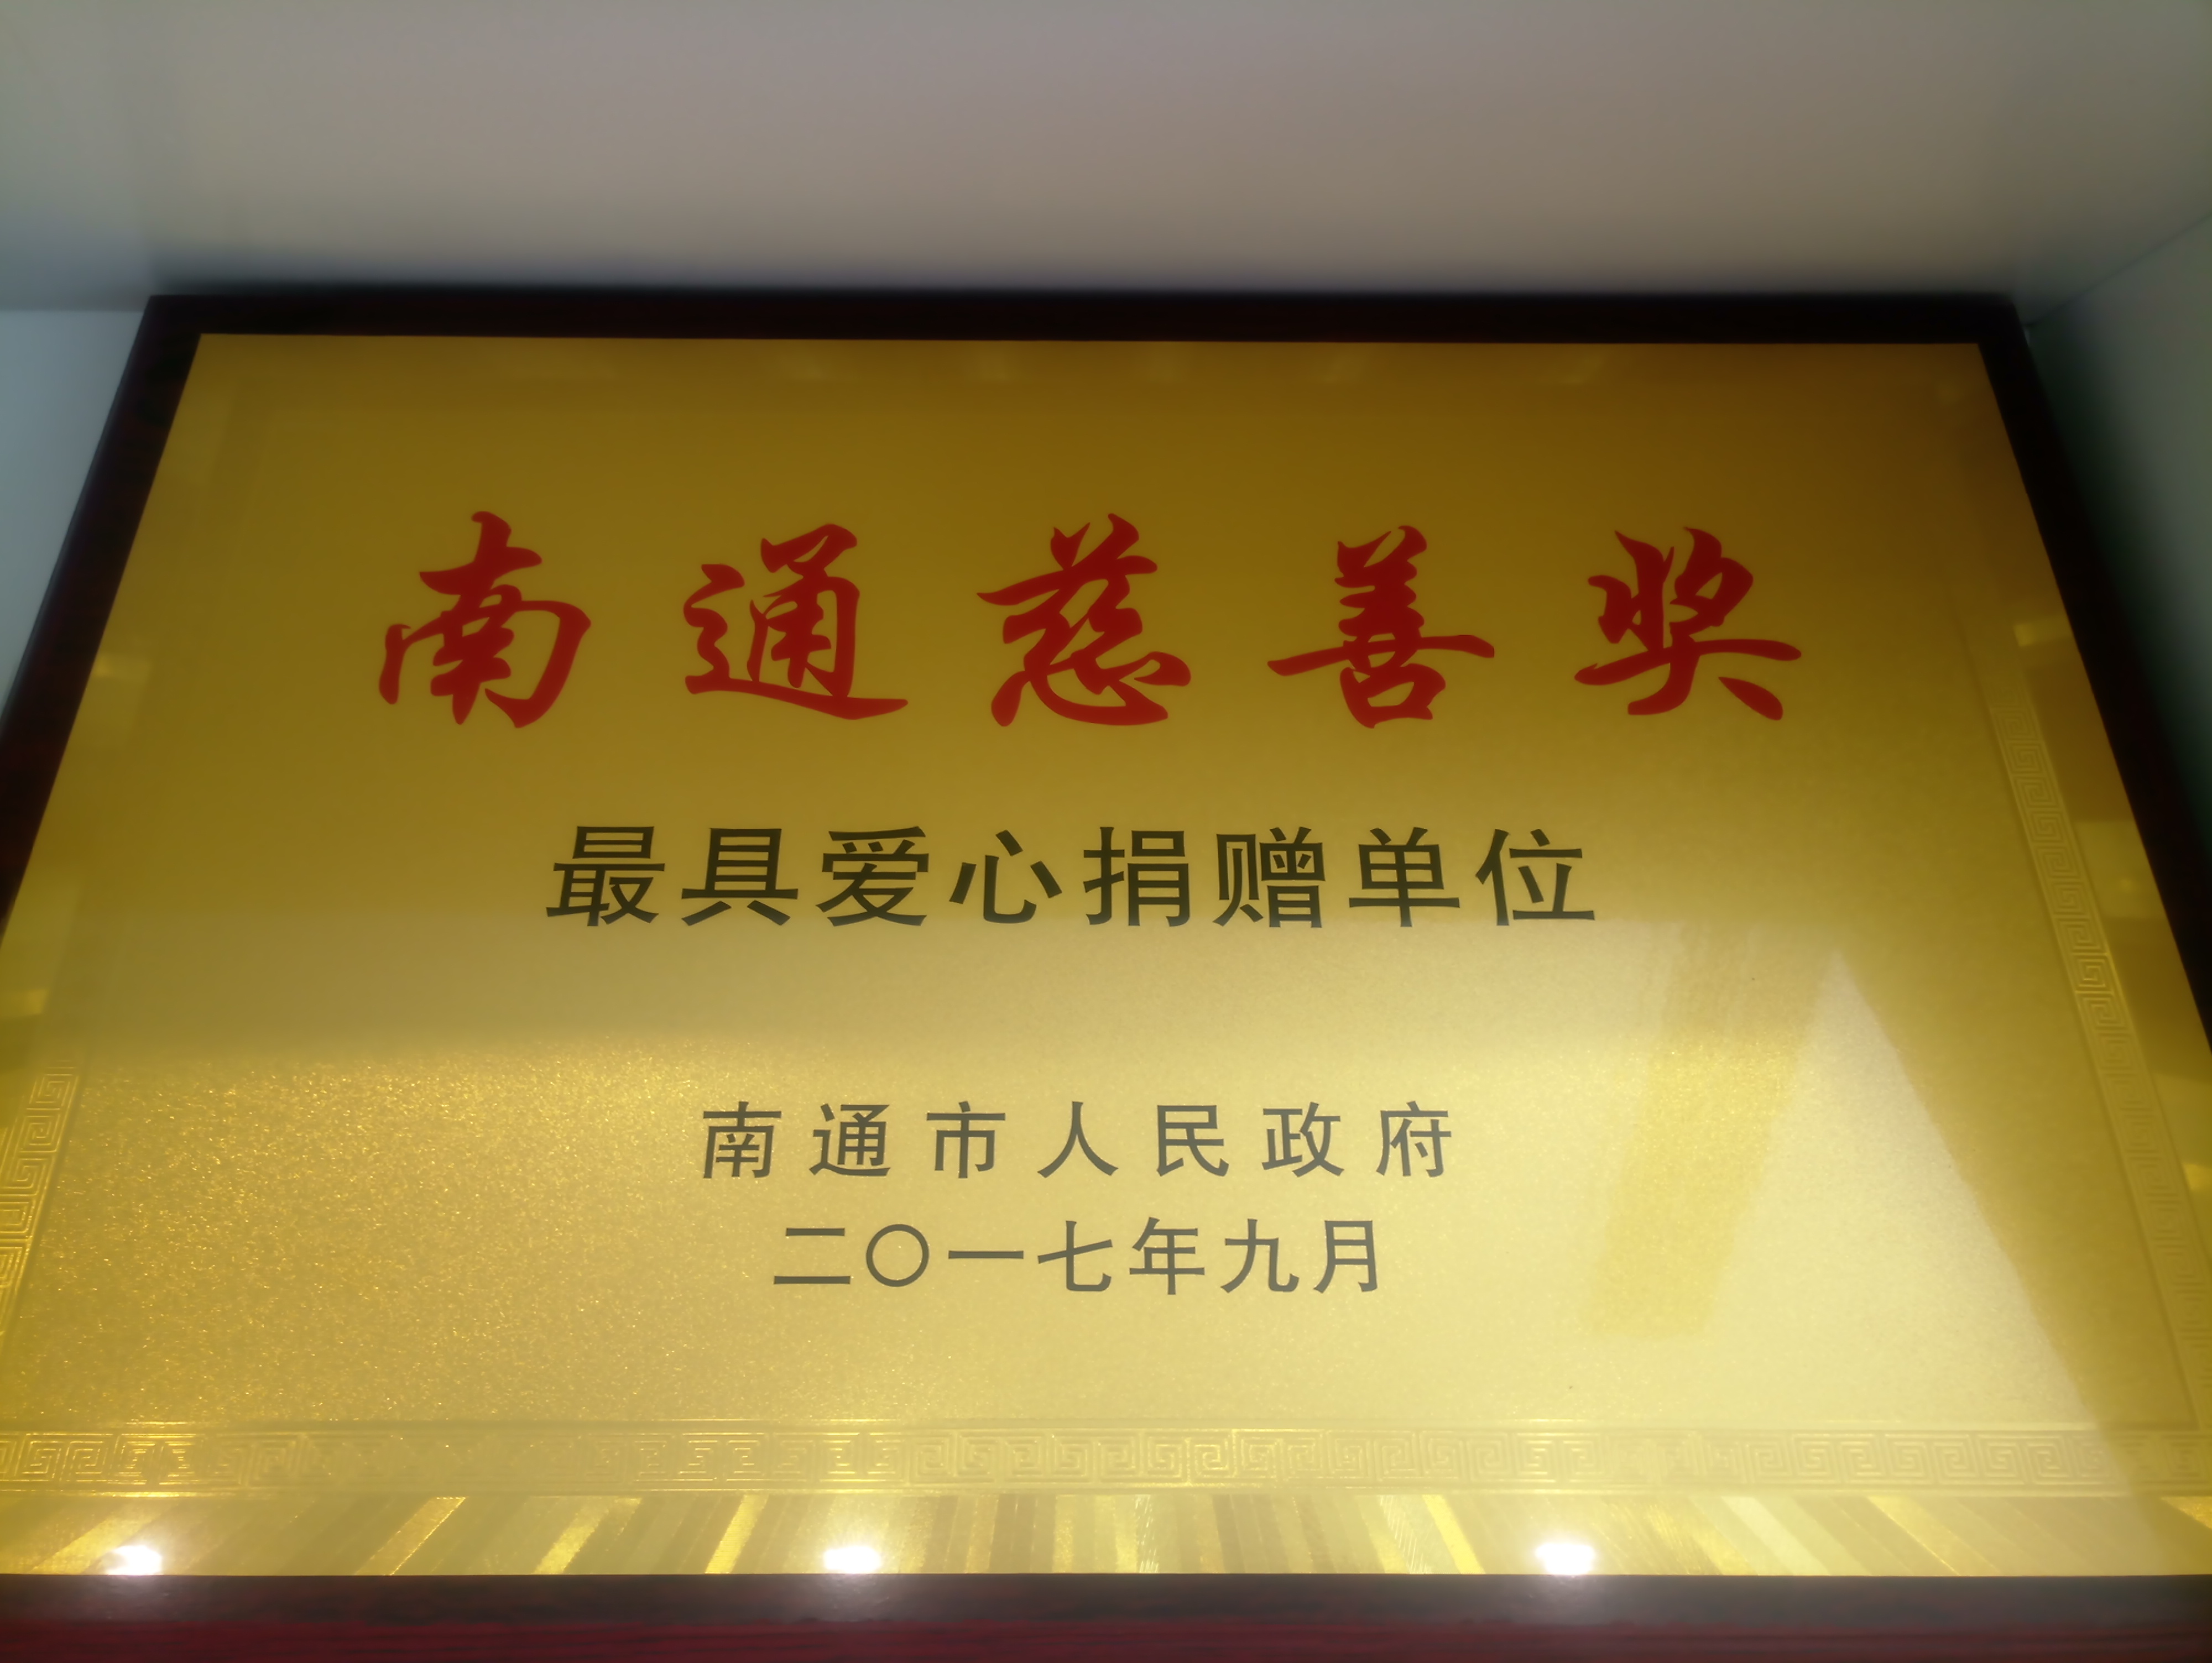 南通慈善奖
最具爱心捐赠单位
南通市人民政府
二〇一七年九月